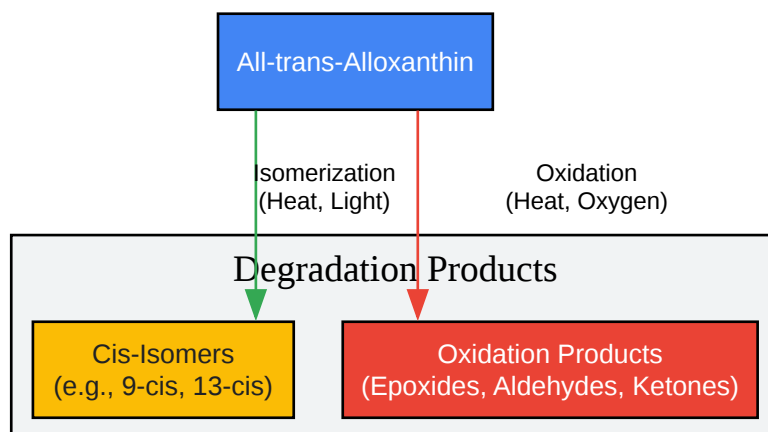 All-trans-Alloxanthin
Isomerization
(Heat, Light)
Oxidation
(Heat, Oxygen)
Degradation Products
Cis-Isomers
(e.g., 9-cis, 13-cis)
Oxidation Products
(Epoxides, Aldehydes, Ketones)